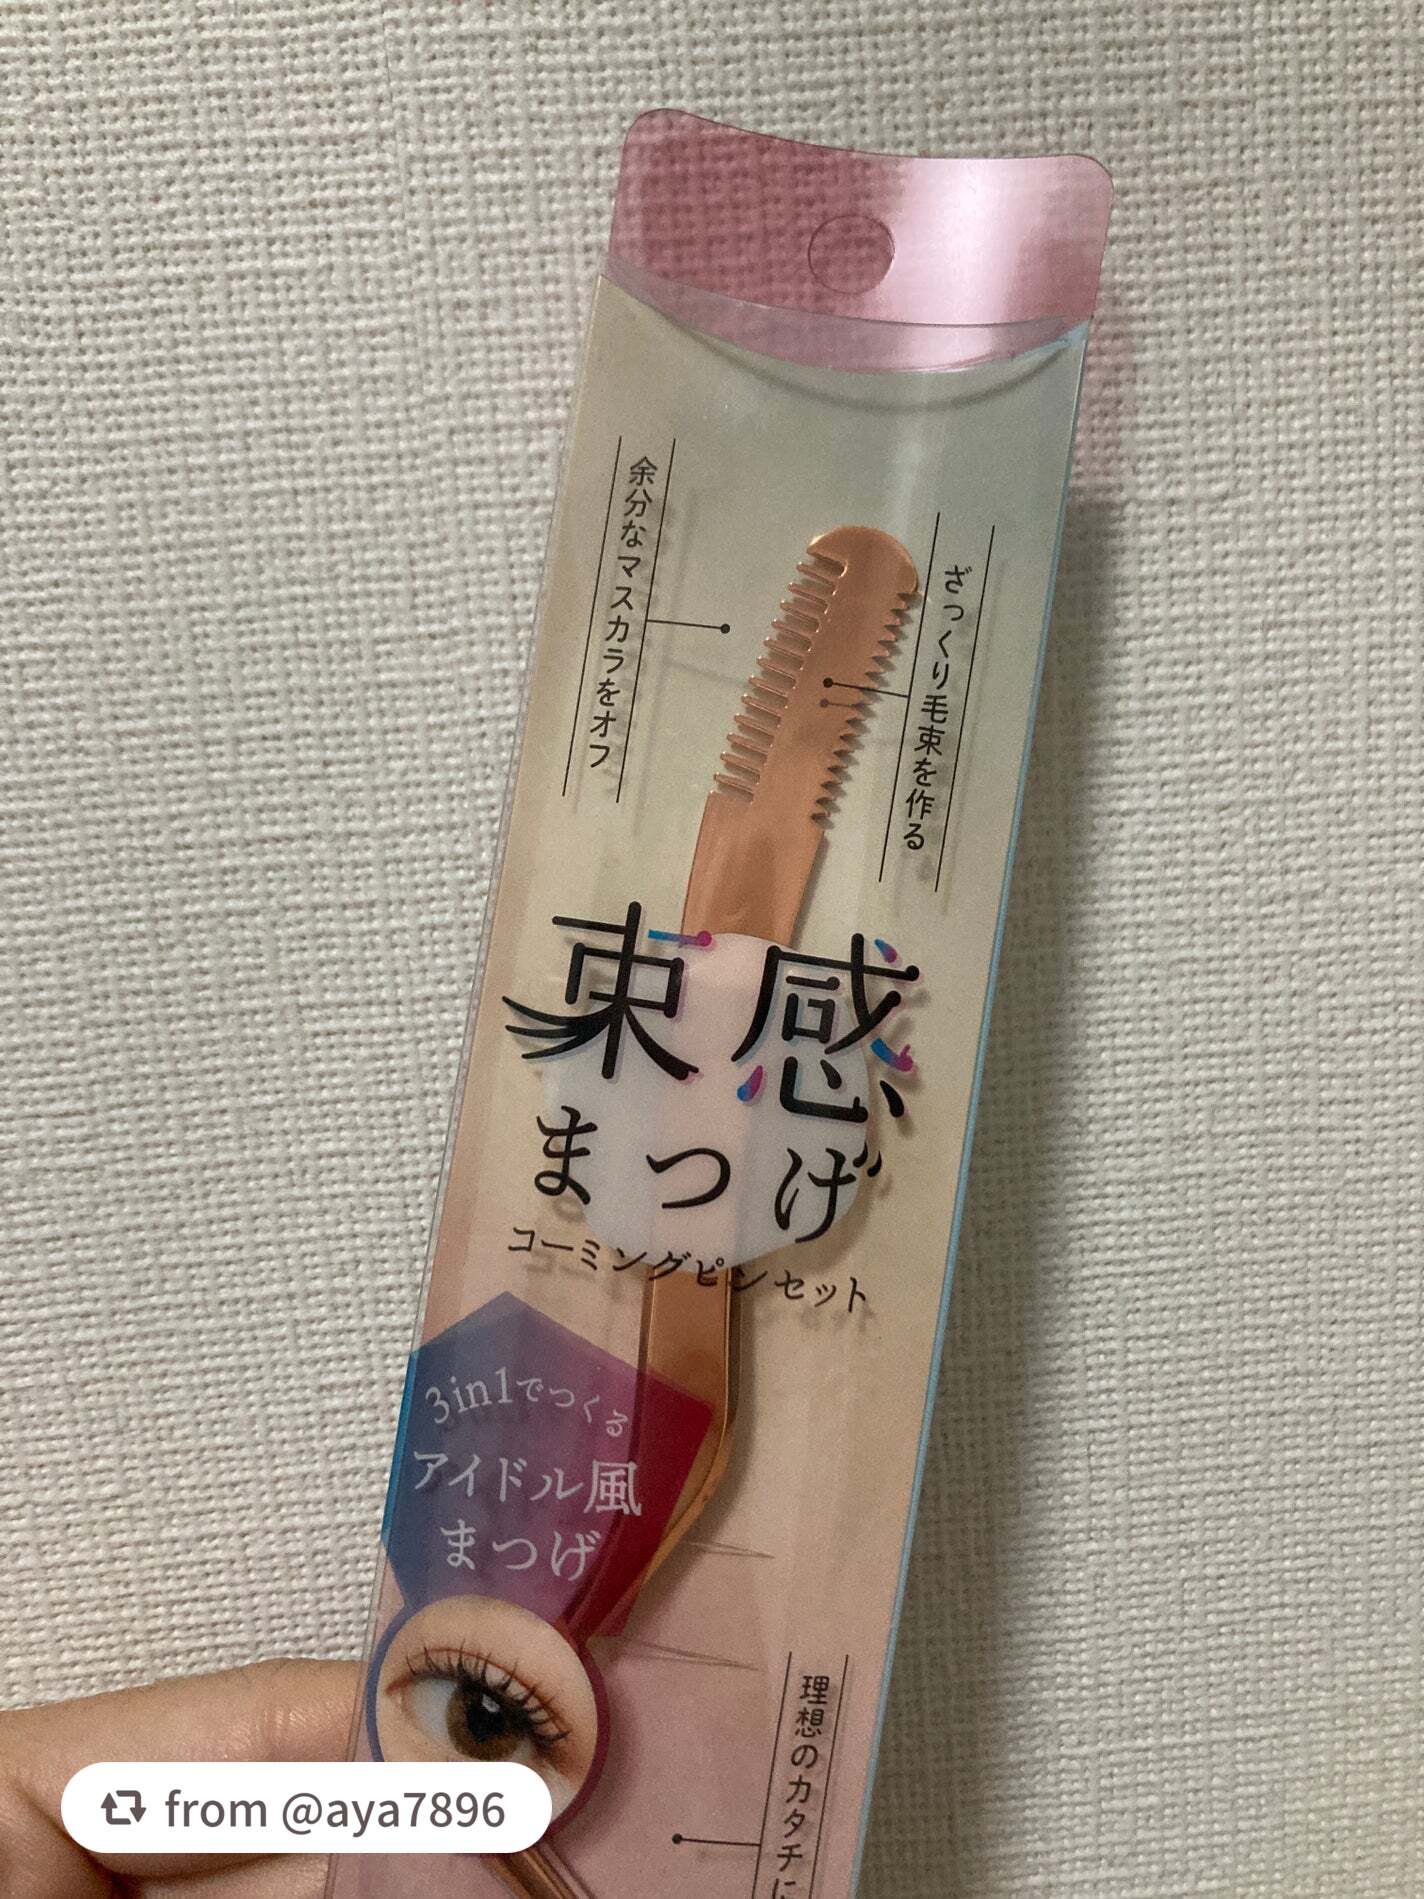 余分なマスカラをオフ
ざっくり毛束を作る
束感
まつげ
コーミングピンセット
3in1でつくる
アイドル風
まつげ
理想のカタチに
from @aya7896